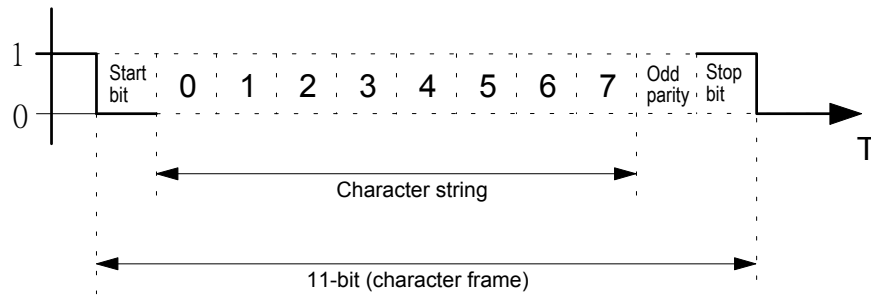 1
0
Start
bit
0 1 2 3 4 5 6 7
Odd
parity
Stop
bit
T
Character string
11-bit (character frame)